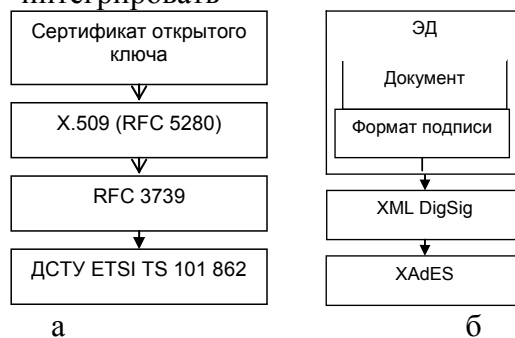 интегрировать
Сертификат открытого
ключа
X.509 (RFC 5280)
RFC 3739
ДСТУ ETSI TS 101 862
а
ЭД
Документ
Формат подписи
XML DigSig
XAdES
б